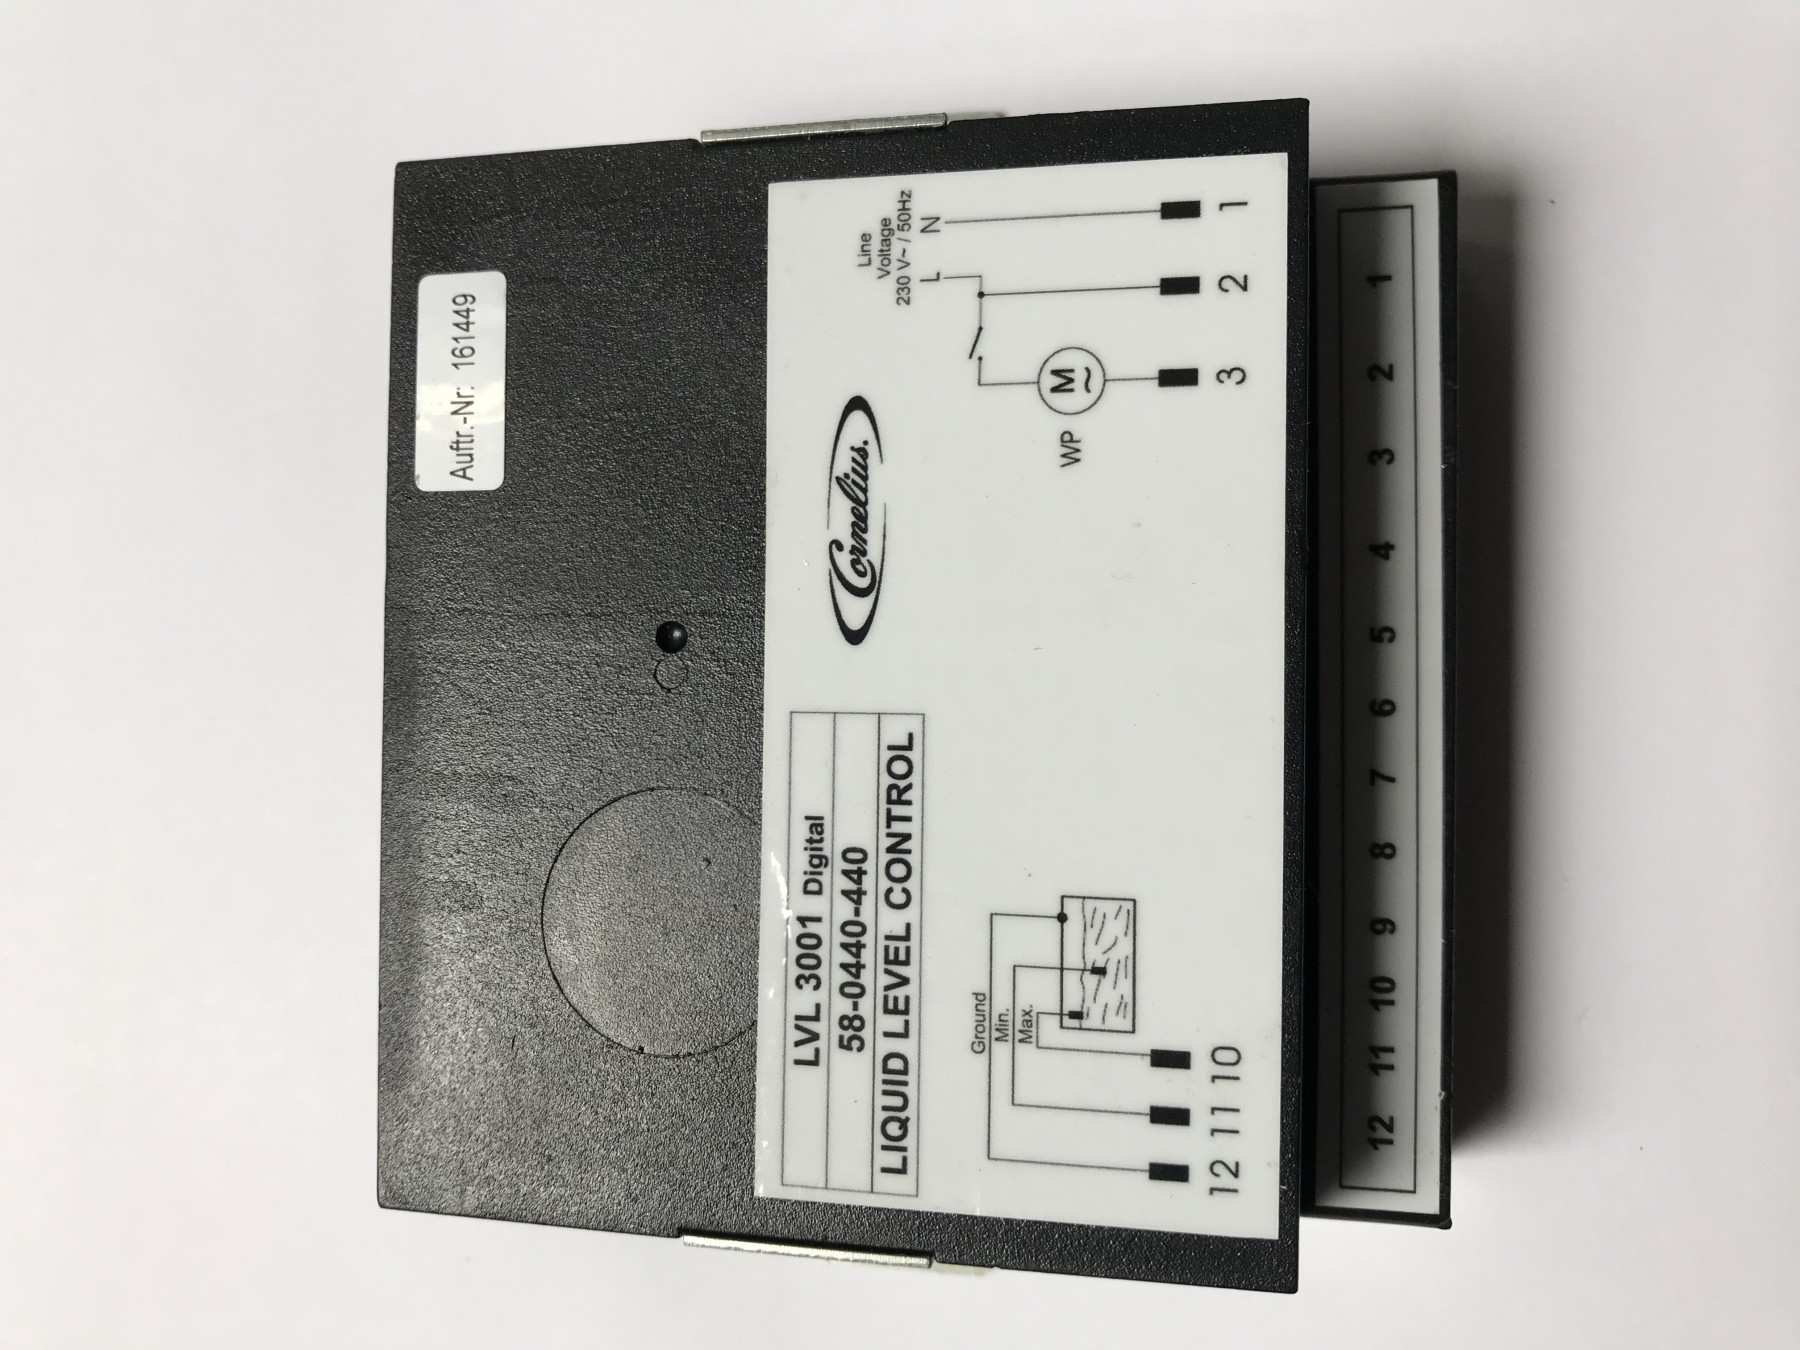 Auftr.-Nr: 161449
LVL 3001 Digital
58-0440-440
LIQUID LEVEL CONTROL
Cornelius.
Line
Voltage
230 V~ / 50Hz
L N
Ground
Min.
Max.
WP
M
~
12 11 10
3 2 1
12 11 10 9 8 7 6 5 4 3 2 1